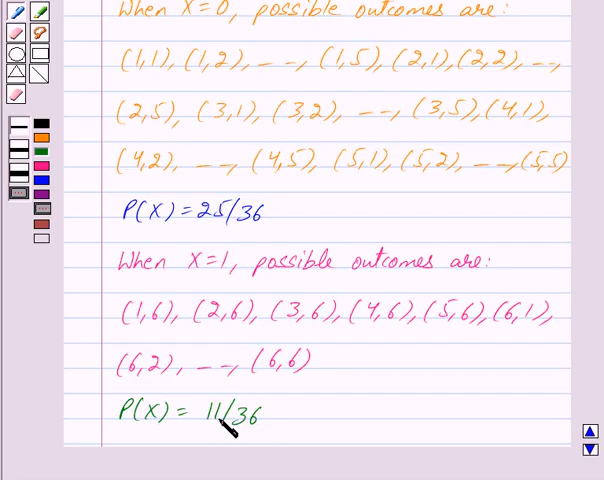 When X=0, possible outcomes are:
(1,1), (1,2), ---, (1,5), (2,1), (2,2), --,
(2,5), (3,1), (3,2), ---, (3,5), (4,1),
(4,2), ---, (4,5), (5,1), (5,2), ---, (5,5)
P(X) = 25/36
When X=1, possible outcomes are:
(1,6), (2,6), (3,6), (4,6), (5,6), (6,1),
(6,2), ---, (6,6)
P(X) = 11/36